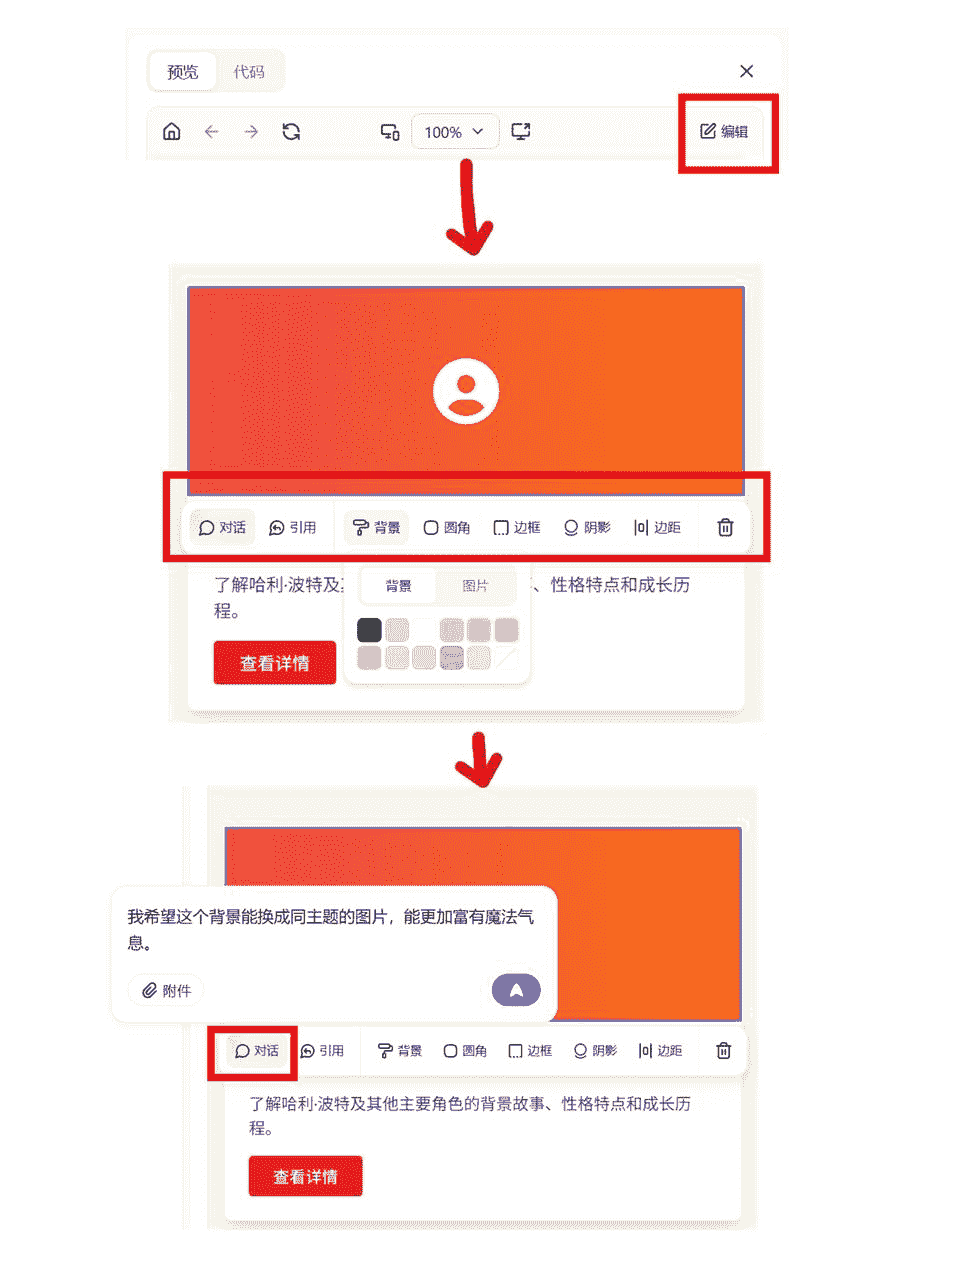 预览 代码
100% 编辑
对话 引用 背景 圆角 边框 阴影 边距
了解哈利·波特及 、性格特点和成长历
程。
背景 图片
查看详情
我希望这个背景能换成同主题的图片，能更加富有魔法气
息。
附件
对话 引用 背景 圆角 边框 阴影 边距
了解哈利·波特及其他主要角色的背景故事、性格特点和成长历
程。
查看详情